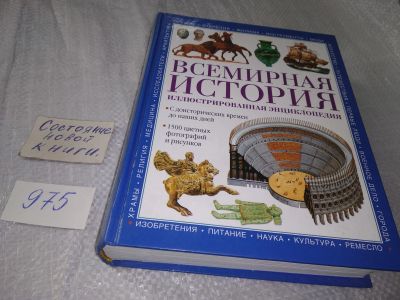 ВСЕМИРНАЯ
ИСТОРИЯ
ИЛЛЮСТРИРОВАННАЯ ЭНЦИКЛОПЕДИЯ
• С доисторических времен
до наших дней
• 1500 цветных
фотографий
и рисунков
ХРАМЫ • РЕЛИГИЯ • МЕДИЦИНА • ИССЛЕДОВАТЕЛИ •
ГОРОДА
ИЗОБРЕТЕНИЯ • ПИТАНИЕ • НАУКА • КУЛЬТУРА • РЕМЕСЛО
Состояние
новой
книги.
975